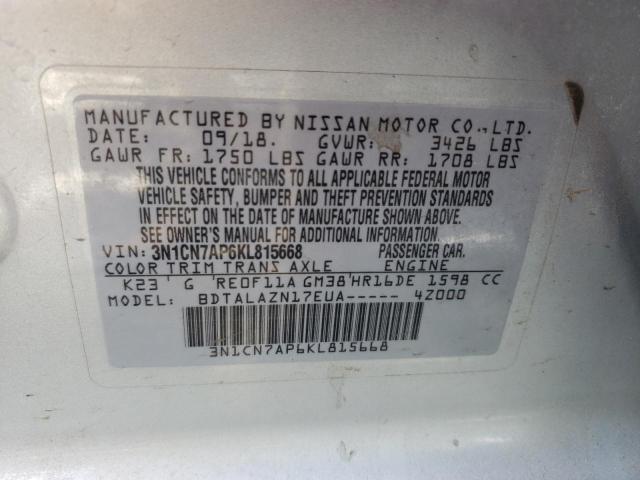 MANUFACTURED BY NISSAN MOTOR CO., LTD.
DATE: 09/18. GVWR: 3426 LBS
GAWR FR: 1750 LBS GAWR RR: 1708 LBS
THIS VEHICLE CONFORMS TO ALL APPLICABLE FEDERAL MOTOR
VEHICLE SAFETY, BUMPER AND THEFT PREVENTION STANDARDS
IN EFFECT ON THE DATE OF MANUFACTURE SHOWN ABOVE.
SEE OWNER'S MANUAL FOR ADDITIONAL INFORMATION.
VIN: 3N1CN7AP6KL815668 PASSENGER CAR.
COLOR TRIM TRANS AXLE ENGINE
K23 ' G 'RE0F11A GM38'HR16DE 1598 CC
MODEL: BDTALAZN17EUA----- 4Z000
3N1CN7AP6KL815668